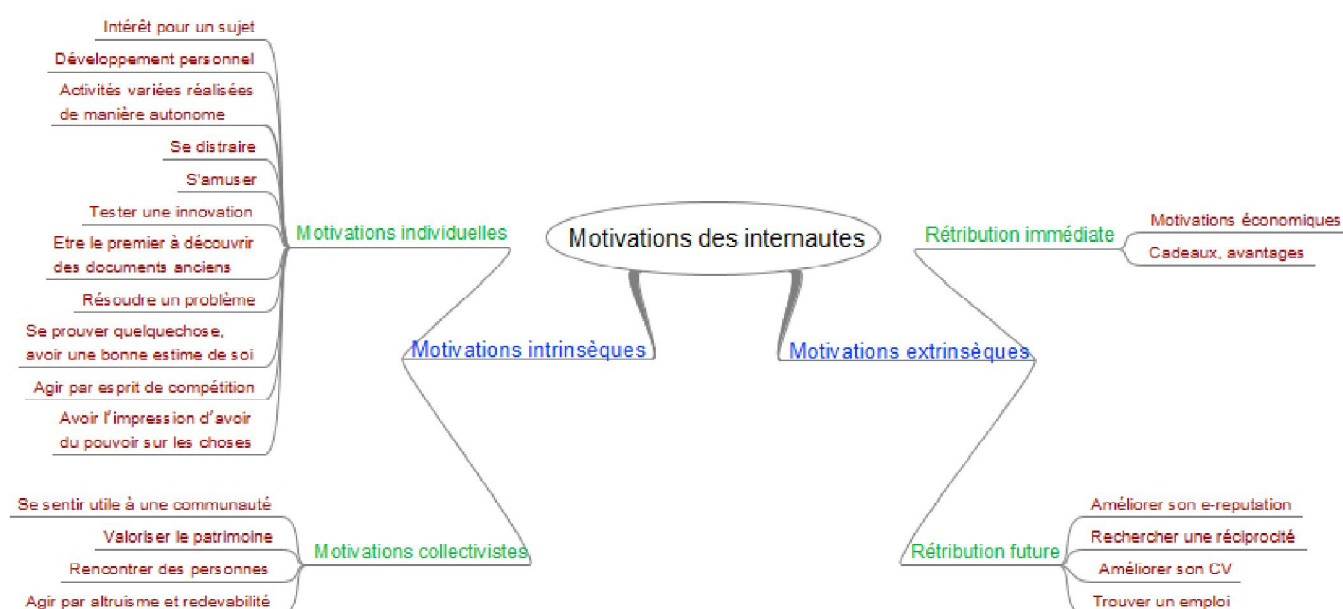 Intérêt pour un sujet
Développement personnel
Activités variées réalisées
de manière autonome
Se distraire
S'amuser
Tester une innovation
Etre le premier à découvrir
des documents anciens
Résoudre un problème
Se prouver quelquechose,
avoir une bonne estime de soi
Agir par esprit de compétition
Avoir l'impression d'avoir
du pouvoir sur les choses
Motivations individuelles
Se sentir utile à une communauté
Valoriser le patrimoine
Rencontrer des personnes
Agir par altruisme et redevabilité
Motivations collectivistes
Motivations intrinsèques
Motivations des internautes
Motivations extrinsèques
Rétribution immédiate
Motivations économiques
Cadeaux, avantages
Rétribution future
Améliorer son e-reputation
Rechercher une réciprocité
Améliorer son CV
Trouver un emploi